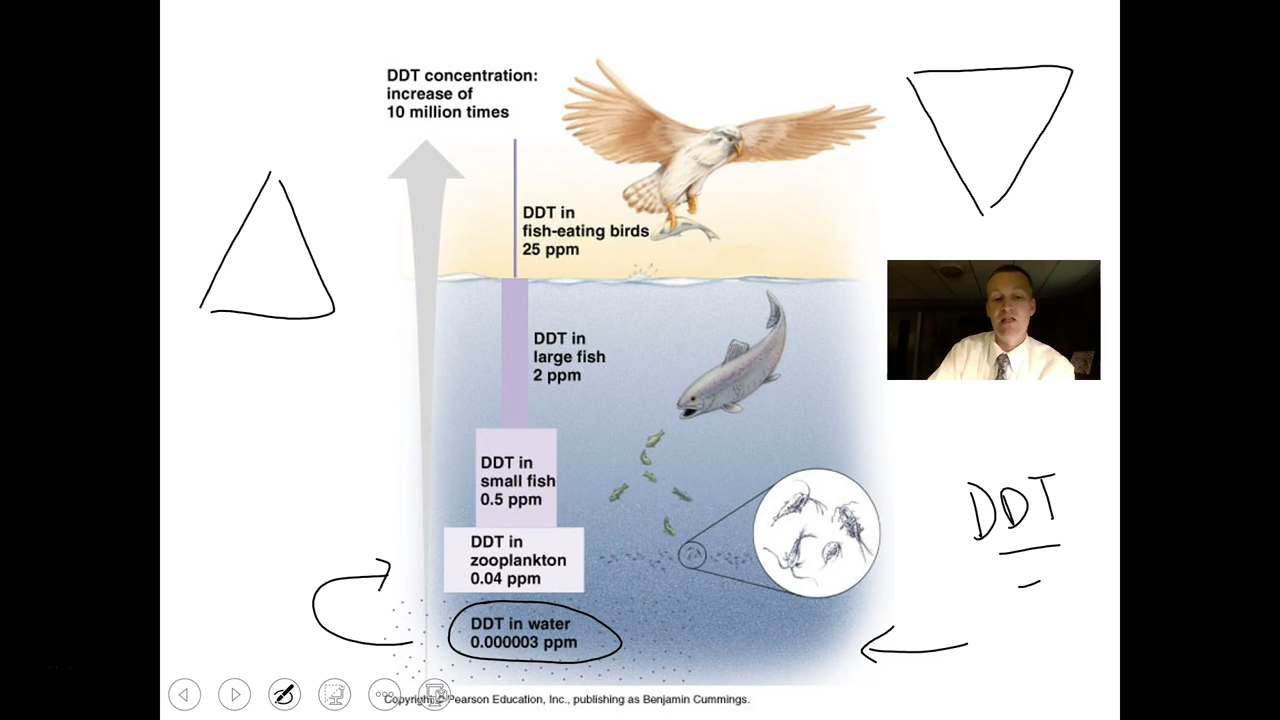 DDT concentration:
increase of
10 million times
DDT in
fish-eating birds
25 ppm
DDT in
large fish
2 ppm
DDT in
small fish
0.5 ppm
DDT
DDT in
zooplankton
0.04 ppm
DDT in water
0.000003 ppm
Copyright © Pearson Education, Inc., publishing as Benjamin Cummings.